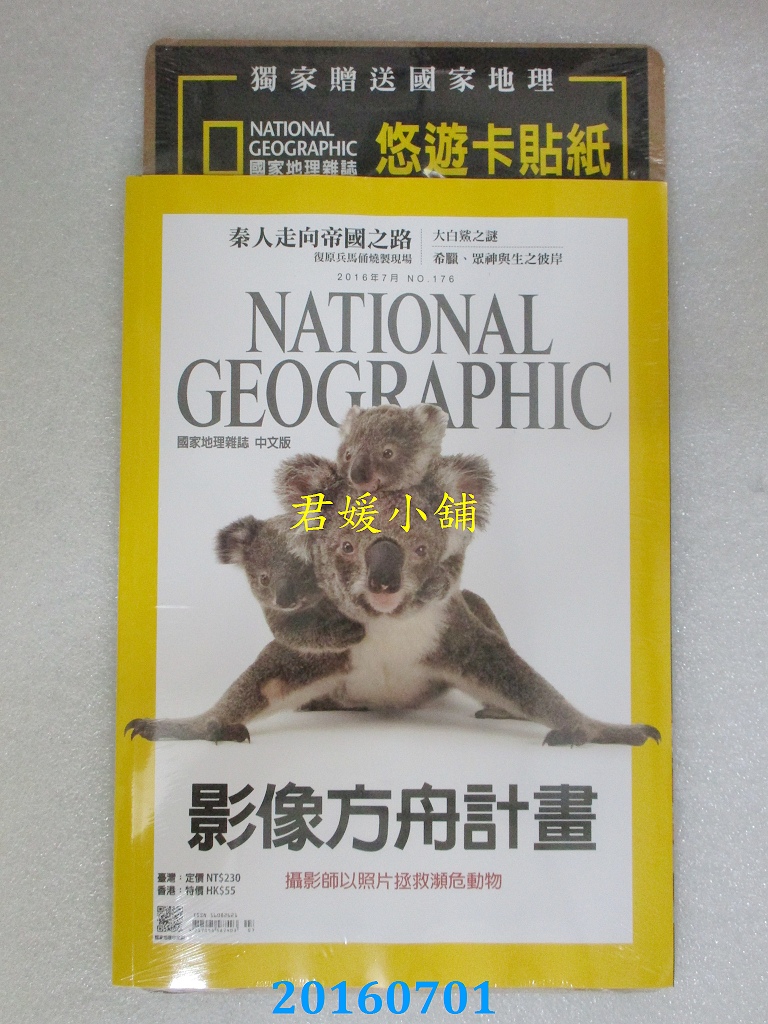 獨家贈送國家地理
NATIONAL
GEOGRAPHIC
國家地理雜誌
悠遊卡貼紙
秦人走向帝國之路
復原兵馬俑燒製現場
大白鯊之謎
希臘、眾神與生之彼岸
2016年7月 NO.176
NATIONAL
GEOGRAPHIC
國家地理雜誌 中文版
君媛小舖
影像方舟計畫
攝影師以照片拯救瀕危動物
臺灣：定價 NT$230
香港：特價 HK$55
20160701